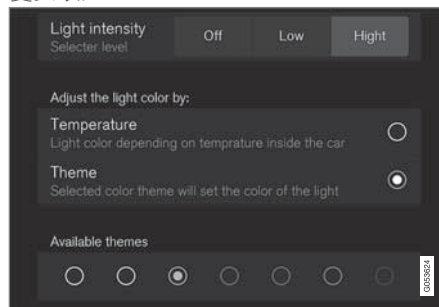 Light intensity
Selecter level
Off
Low
Hight
Adjust the light color by:
Temperature
Light color depending on temprature inside the car
Theme
Selected color theme will set the color of the light
Available themes
G053624